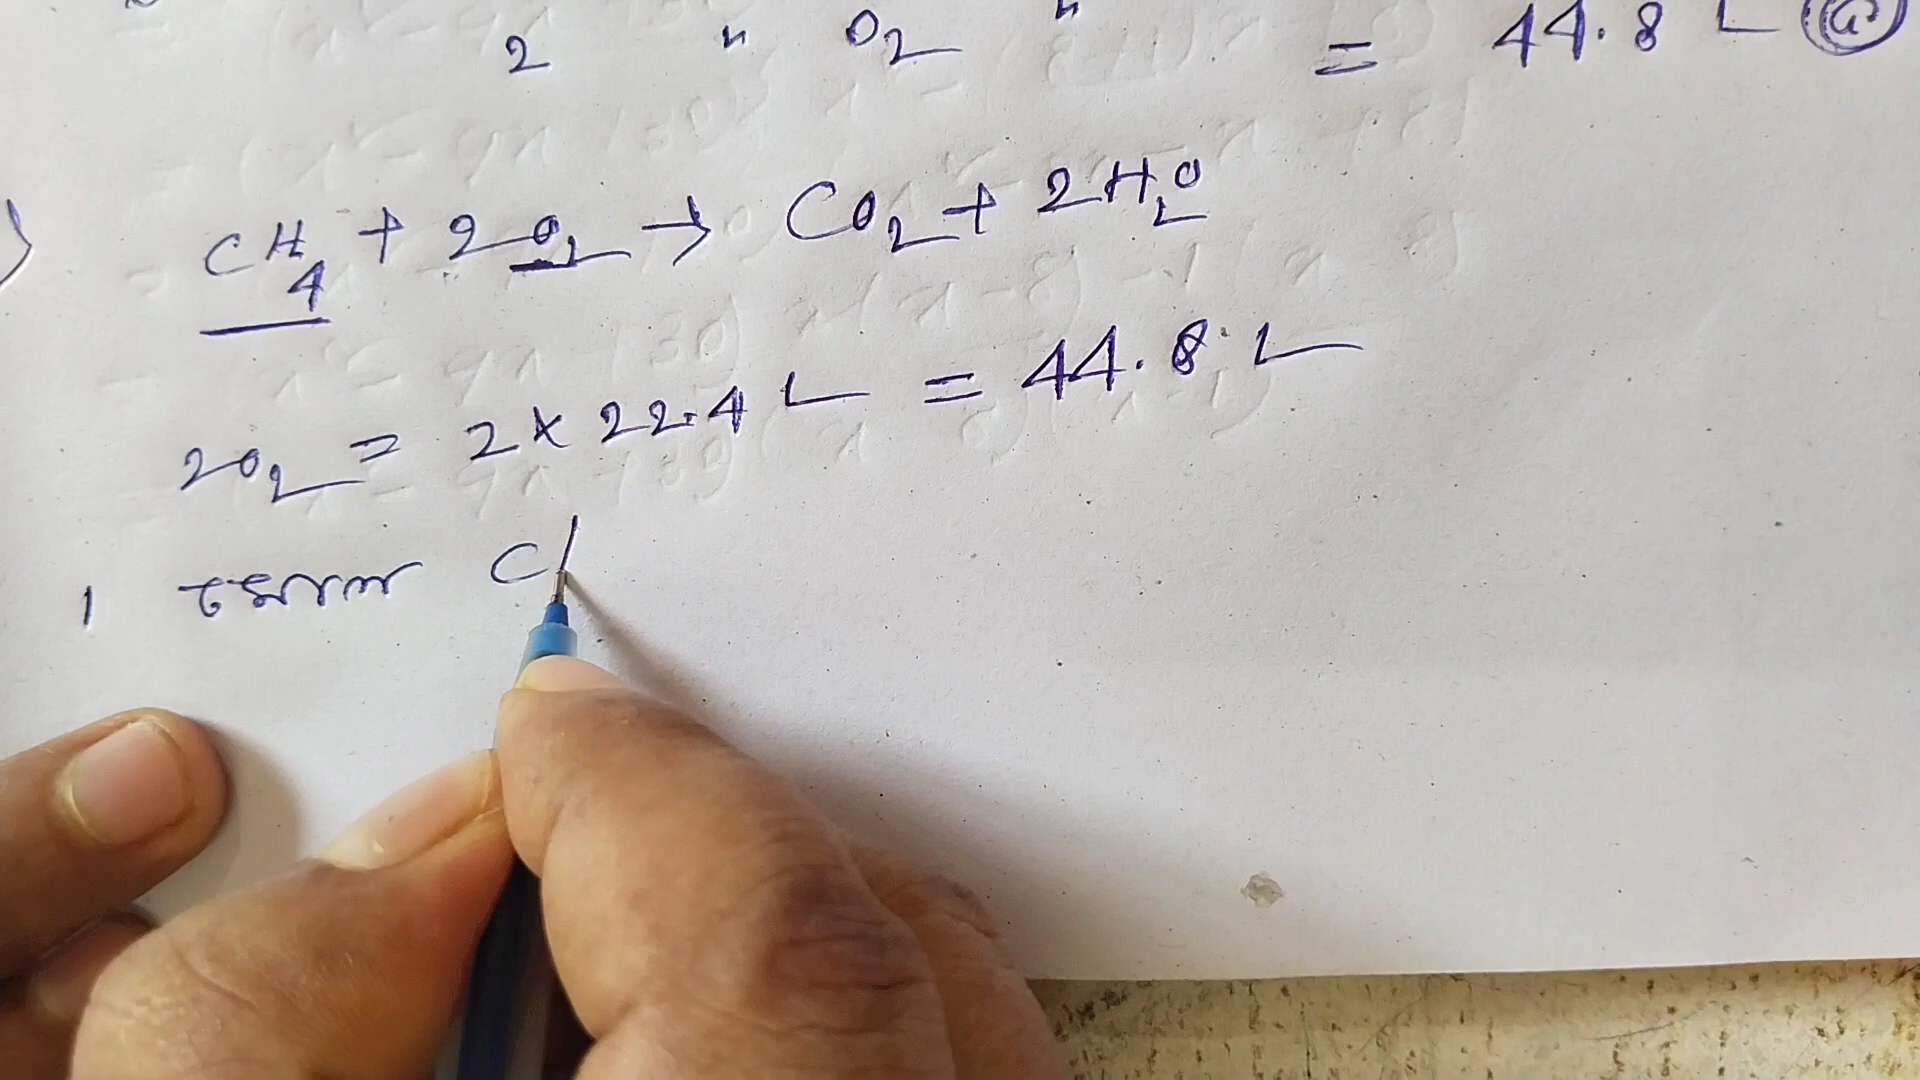 2 " O₂ " = 44.8 L
CH₄ + 2O₂ → CO₂ + 2H₂O
2O₂ = 2 × 22.4 L = 44.8 L
1 মোল C